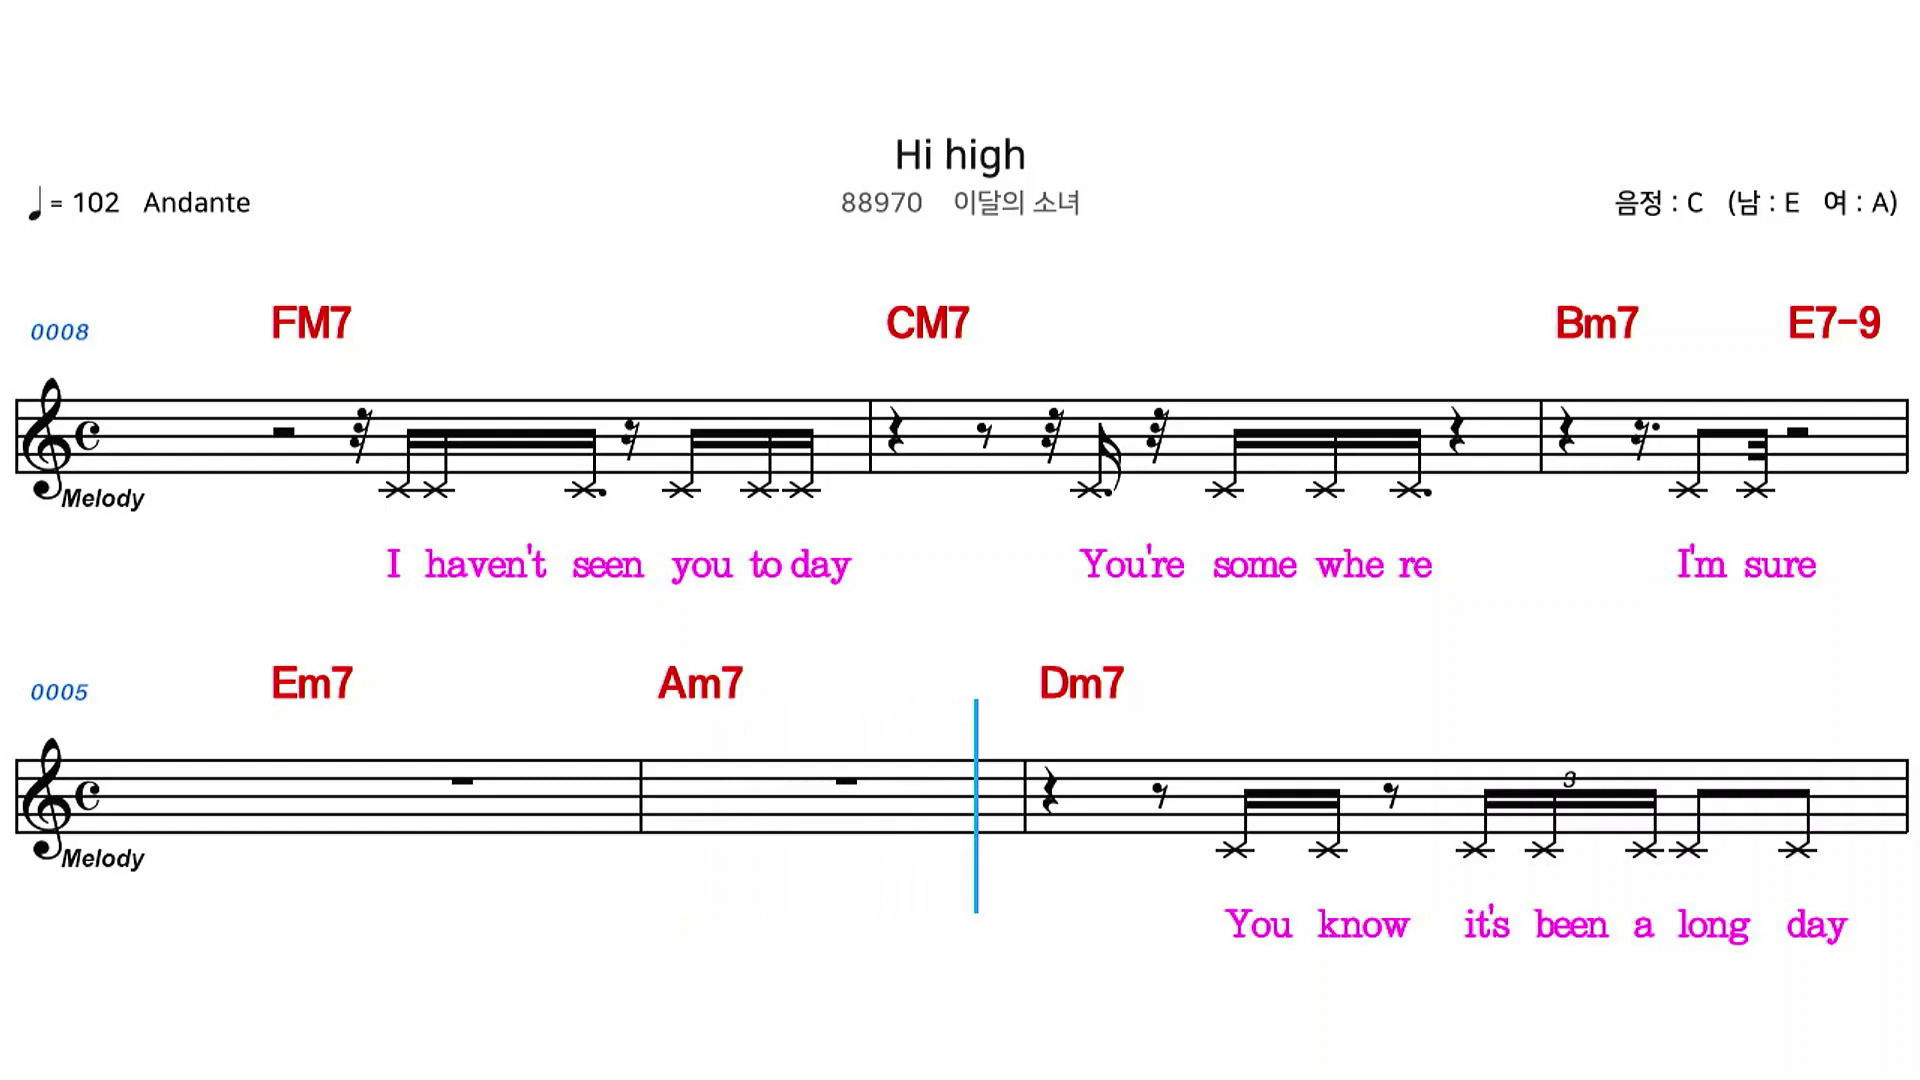 Hi high
♩ = 102 Andante
88970 이달의 소녀
음정 : C (남 : E 여 : A)
0008 FM7 CM7 Bm7 E7-9
Melody
I haven't seen you to day You're some whe re I'm sure
0005 Em7 Am7 Dm7
3
Melody
You know it's been a long day